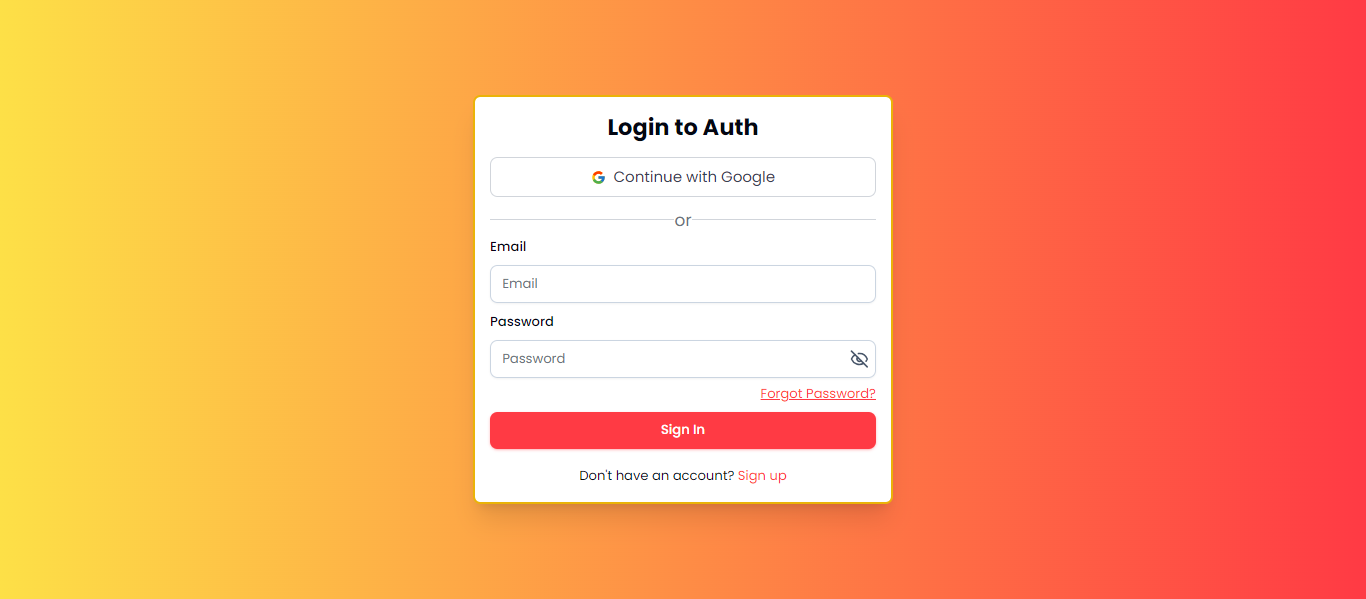 Login to Auth
Continue with Google
or
Email
Email
Password
Password
Forgot Password?
Sign In
Don't have an account? Sign up